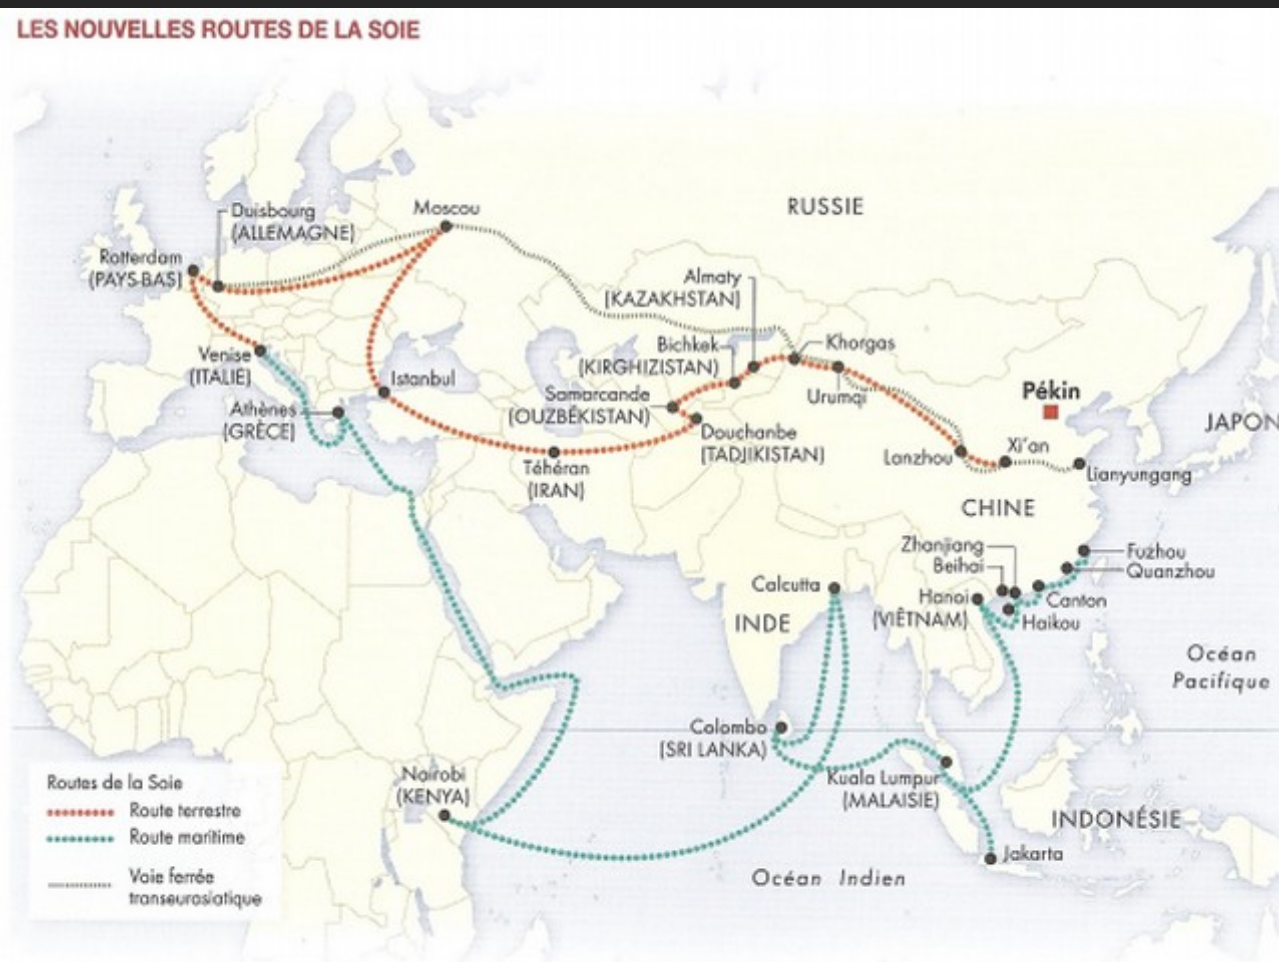 LES NOUVELLES ROUTES DE LA SOIE
Duisbourg
(ALLEMAGNE)
Moscou
RUSSIE
Rotterdam
(PAYS-BAS)
Almaty
(KAZAKHSTAN)
Bichkek
(KIRGHIZISTAN)
Khorgas
Venise
(ITALIE)
Istanbul
Samarcande
(OUZBÉKISTAN)
Urumqi
Pékin
Athènes
(GRÈCE)
JAPON
Douchanbe
(TADJIKISTAN)
Lanzhou
Xi'an
Téhéran
(IRAN)
Lianyungang
CHINE
Zhanjiang
Beihai
Fuzhou
Quanzhou
Calcutta
Hanoi
(VIÊTNAM)
Canton
Haikou
INDE
Océan
Pacifique
Colombo
(SRI LANKA)
Kuala Lumpur
(MALAISIE)
Nairobi
(KENYA)
INDONÉSIE
Jakarta
Océan Indien
Routes de la Soie
Route terrestre
Route maritime
Voie ferrée
transeurasiatique